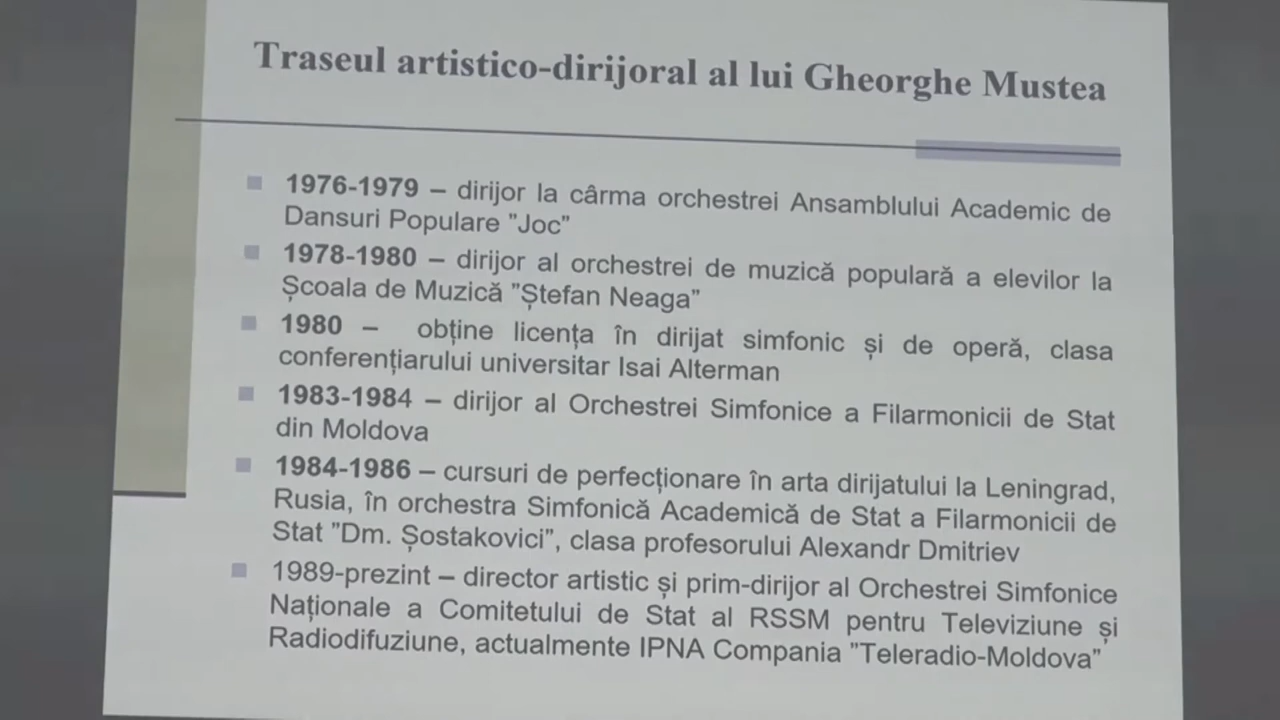 Traseul artistico-dirijoral al lui Gheorghe Mustea
1976-1979 – dirijor la cârma orchestrei Ansamblului Academic de
Dansuri Populare "Joc"
1978-1980 – dirijor al orchestrei de muzică populară a elevilor la
Școala de Muzică "Ștefan Neaga"
1980 – obține licența în dirijat simfonic și de operă, clasa
conferențiarului universitar Isai Alterman
1983-1984 – dirijor al Orchestrei Simfonice a Filarmonicii de Stat
din Moldova
1984-1986 – cursuri de perfecționare în arta dirijatului la Leningrad,
Rusia, în orchestra Simfonică Academică de Stat a Filarmonicii de
Stat "Dm. Șostakovici", clasa profesorului Alexandr Dmitriev
1989-prezint – director artistic și prim-dirijor al Orchestrei Simfonice
Naționale a Comitetului de Stat al RSSM pentru Televiziune și
Radiodifuziune, actualmente IPNA Compania "Teleradio-Moldova"